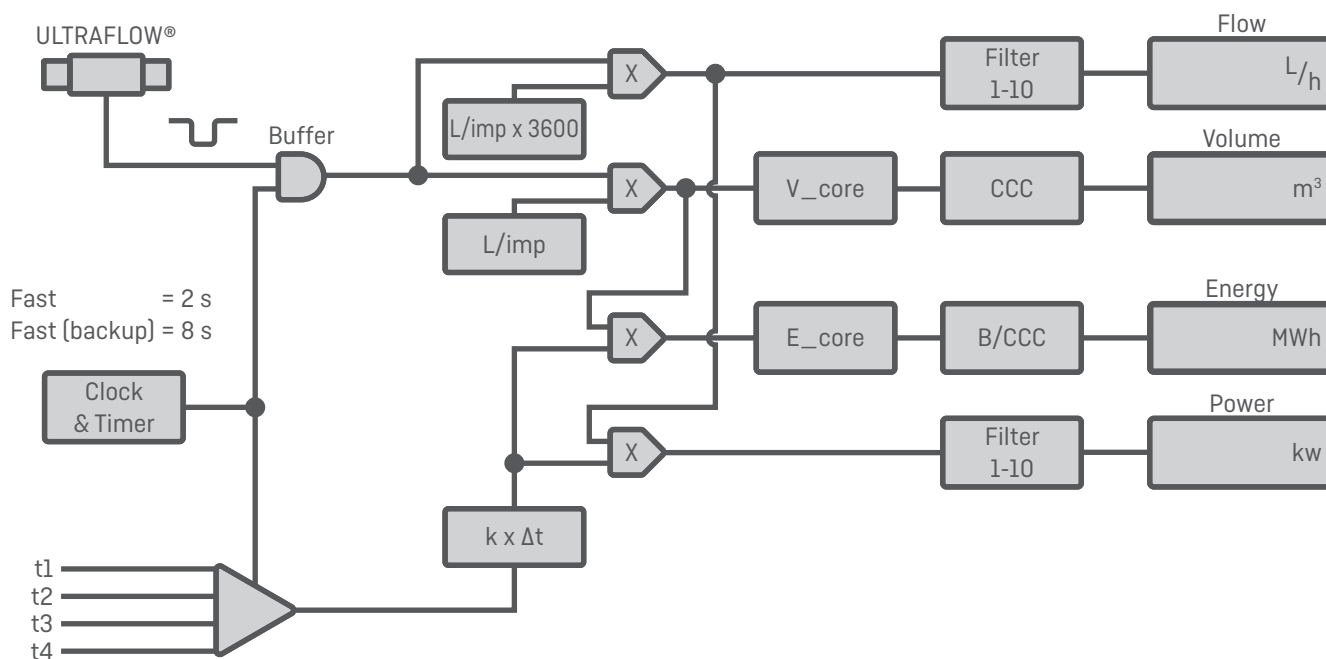 ULTRAFLOW®
Buffer
X
L/imp x 3600
Filter
1-10
Flow
L/h
X
L/imp
V_core
CCC
Volume
m³
Fast = 2 s
Fast (backup) = 8 s
X
E_core
B/CCC
Energy
MWh
Clock
& Timer
X
Filter
1-10
Power
kw
k x Δt
t1
t2
t3
t4